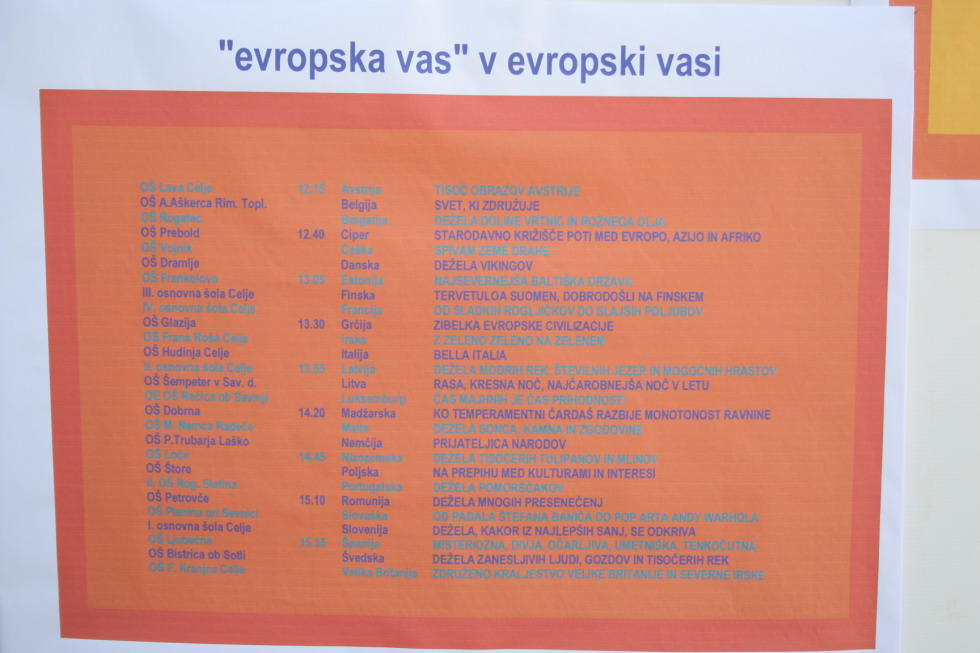 "evropska vas" v evropski vasi
OŠ Lava Celje 12.15 Avstrija TISOČ OBRAZOV AVSTRIJE
OŠ A.Aškerca Rim. Topl. Belgija SVET, KI ZDRUŽUJE
OŠ Rogatec Bolgarija DEŽELA DOLINE VRTNIC IN ROŽNEGA OLJA
OŠ Prebold 12.40 Ciper STARODAVNO KRIŽIŠČE POTI MED EVROPO, AZIJO IN AFRIKO
OŠ Vojnik Češka SPIVAM ZEME DRAHE
OŠ Dramlje Danska DEŽELA VIKINGOV
OŠ Frankolovo 13.05 Estonija NAJSEVERNEJŠA BALTIŠKA DRŽAVA
III. osnovna šola Celje Finska TERVETULOA SUOMEN, DOBRODOŠLI NA FINSKEM
IV. osnovna šola Celje Francija OD SLADKIH ROGLJIČKOV DO SLAJŠIH POLJUBOV
OŠ Glazija 13.30 Grčija ZIBELKA EVROPSKE CIVILIZACIJE
OŠ Frana Roša Celje Irska Z ZELENO ZELENO NA ZELENEM
OŠ Hudinja Celje Italija BELLA ITALIA
II. osnovna šola Celje 13.55 Latvija DEŽELA MODRIH REK, ŠTEVILNIH JEZER IN MOGOČNIH HRASTOV
OŠ Šempeter v Sav. d. Litva RASA, KRESNA NOČ, NAJČAROBNEJŠA NOČ V LETU
OE OŠ Rečica ob Savinji Luksemburg ČAS MAJHNIH JE ČAS PRIHODNOSTI
OŠ Dobrna 14.20 Madžarska KO TEMPERAMENTNI ČARDAŠ RAZBIJE MONOTONOST RAVNINE
OŠ M. Nemca Radeče Malta DEŽELA SONCA, KAMNA IN ZGODOVINE
OŠ P.Trubarja Laško Nemčija PRIJATELJICA NARODOV
OŠ Loče 14.45 Nizozemska DEŽELA TISOČERIH TULIPANOV IN MLINOV
OŠ Štore Poljska NA PREPIHU MED KULTURAMI IN INTERESI
II. OŠ Rog. Slatina Portugalska DEŽELA POMORŠČAKOV
OŠ Petrovče 15.10 Romunija DEŽELA MNOGIH PRESENEČENJ
OŠ Planina pri Sevnici Slovaška OD PADALA ŠTEFANA BANIČA DO POP ARTA ANDY WARHOLA
I. osnovna šola Celje Slovenija DEŽELA, KAKOR IZ NAJLEPŠIH SANJ, SE ODKRIVA
OŠ Ljubečna 15.35 Španija MISTERIOZNA, DIVJA, OČARLJIVA, UMETNIŠKA, TENKOČUTNA
OŠ Bistrica ob Sotli Švedska DEŽELA ZANESLJIVIH LJUDI, GOZDOV IN TISOČERIH REK
OŠ F. Kranjca Celje Velika Britanija ZDRUŽENO KRALJESTVO VELIKE BRITANIJE IN SEVERNE IRSKE